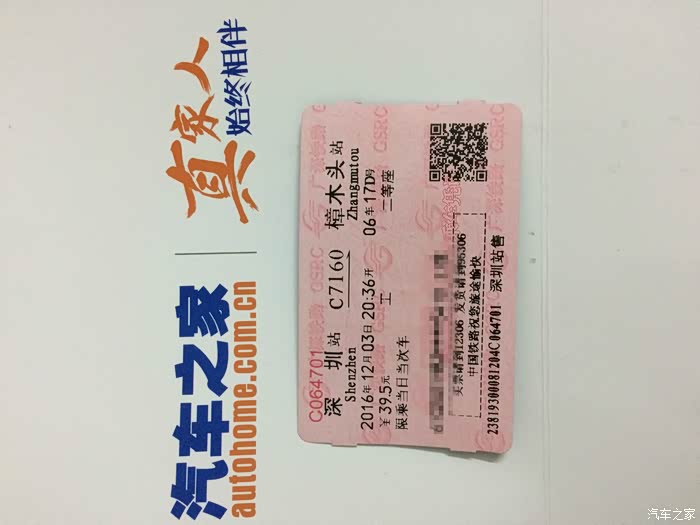 汽车之家
autohome.com.cn
真家人
始终相伴
C064701
深圳站 C7160 樟木头站
Shenzhen Zhangmutou
2016年12月03日20:36开 06车17D号
￥39.5元 工 二等座
限乘当日当次车
买票请到12306 发货请到95306
中国铁路祝您旅途愉快
23819300081204C064701 深圳站售
汽车之家